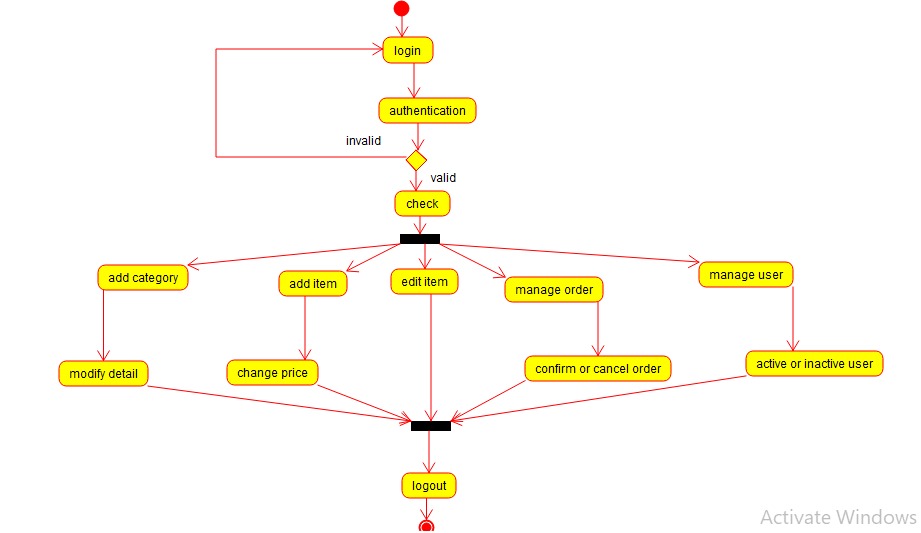 login
authentication
invalid
valid
check
add category
add item
edit item
manage order
manage user
modify detail
change price
confirm or cancel order
active or inactive user
logout
Activate Windows